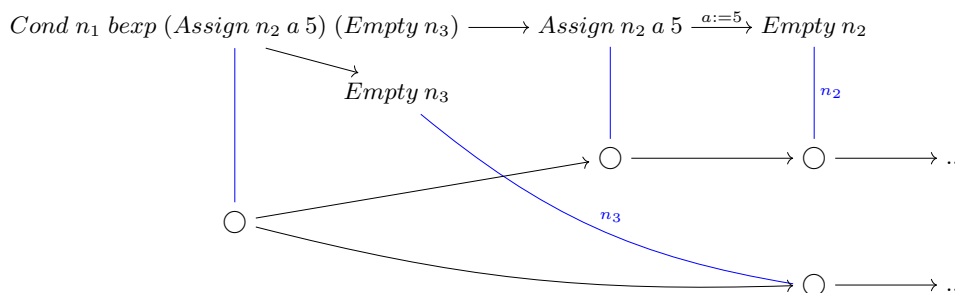 Cond n₁ bexp (Assign n₂ a 5) (Empty n₃) Assign n₂ a 5 a:=5 Empty n₂
Empty n₃
n₂
...
n₃
...